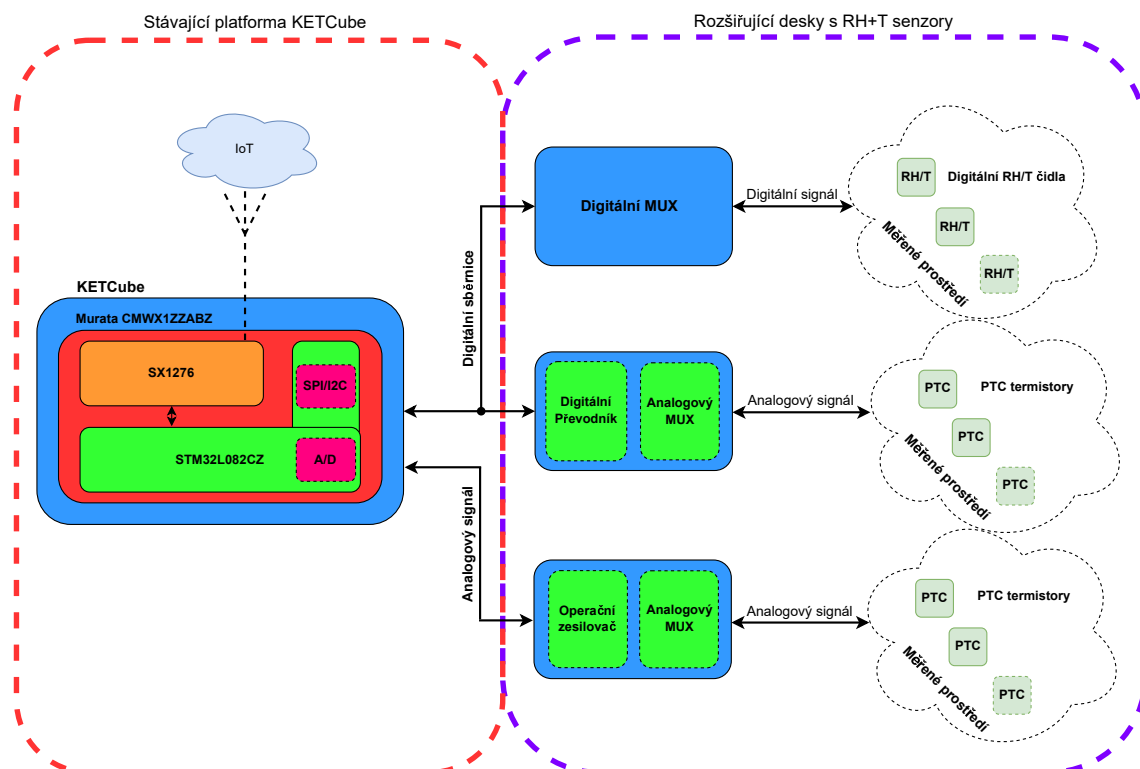 Stávající platforma KETCube
Rozšiřující desky s RH+T senzory
IoT
KETCube
Murata CMWX1ZZABZ
SX1276
SPI/I2C
STM32L082CZ
A/D
Digitální sběrnice
Analogový signál
Digitální MUX
Digitální signál
Digitální RH/T čidla
RH/T
RH/T
RH/T
Měřené prostředí
Digitální
Převodník
Analogový
MUX
Analogový signál
PTC termistory
PTC
PTC
PTC
Měřené prostředí
Operační
zesilovač
Analogový
MUX
Analogový signál
PTC termistory
PTC
PTC
PTC
Měřené prostředí